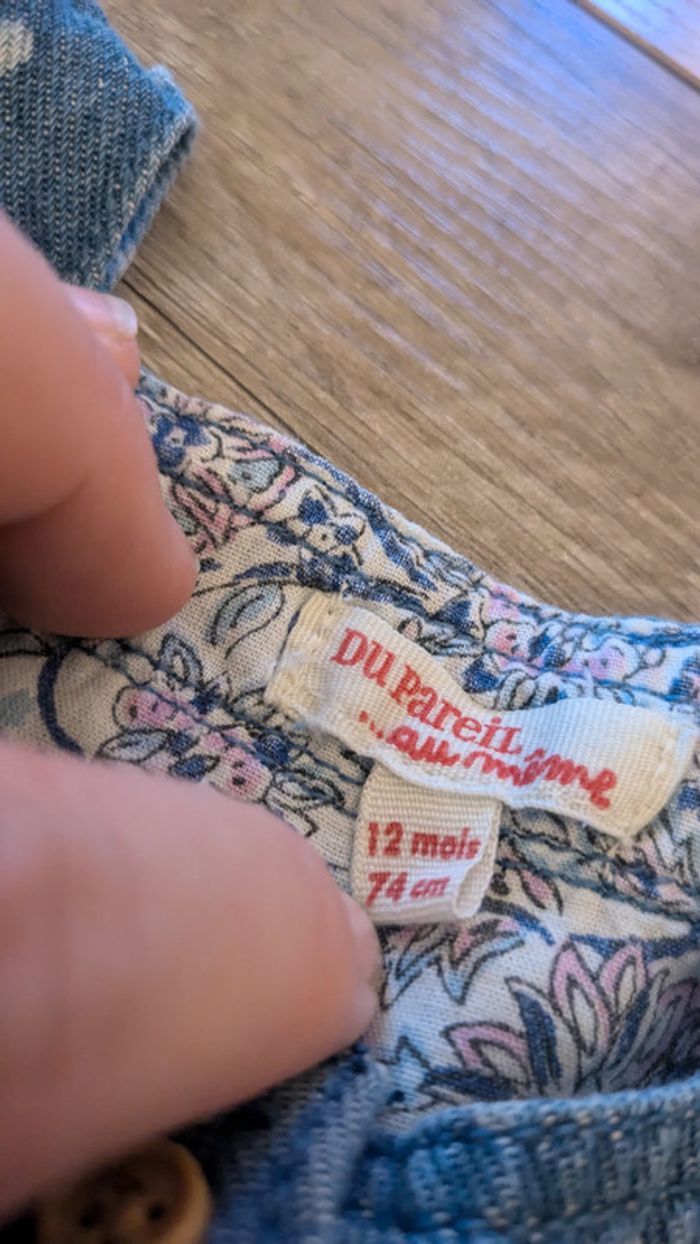 DU PAREIL
...au même
12 mois
74 cm